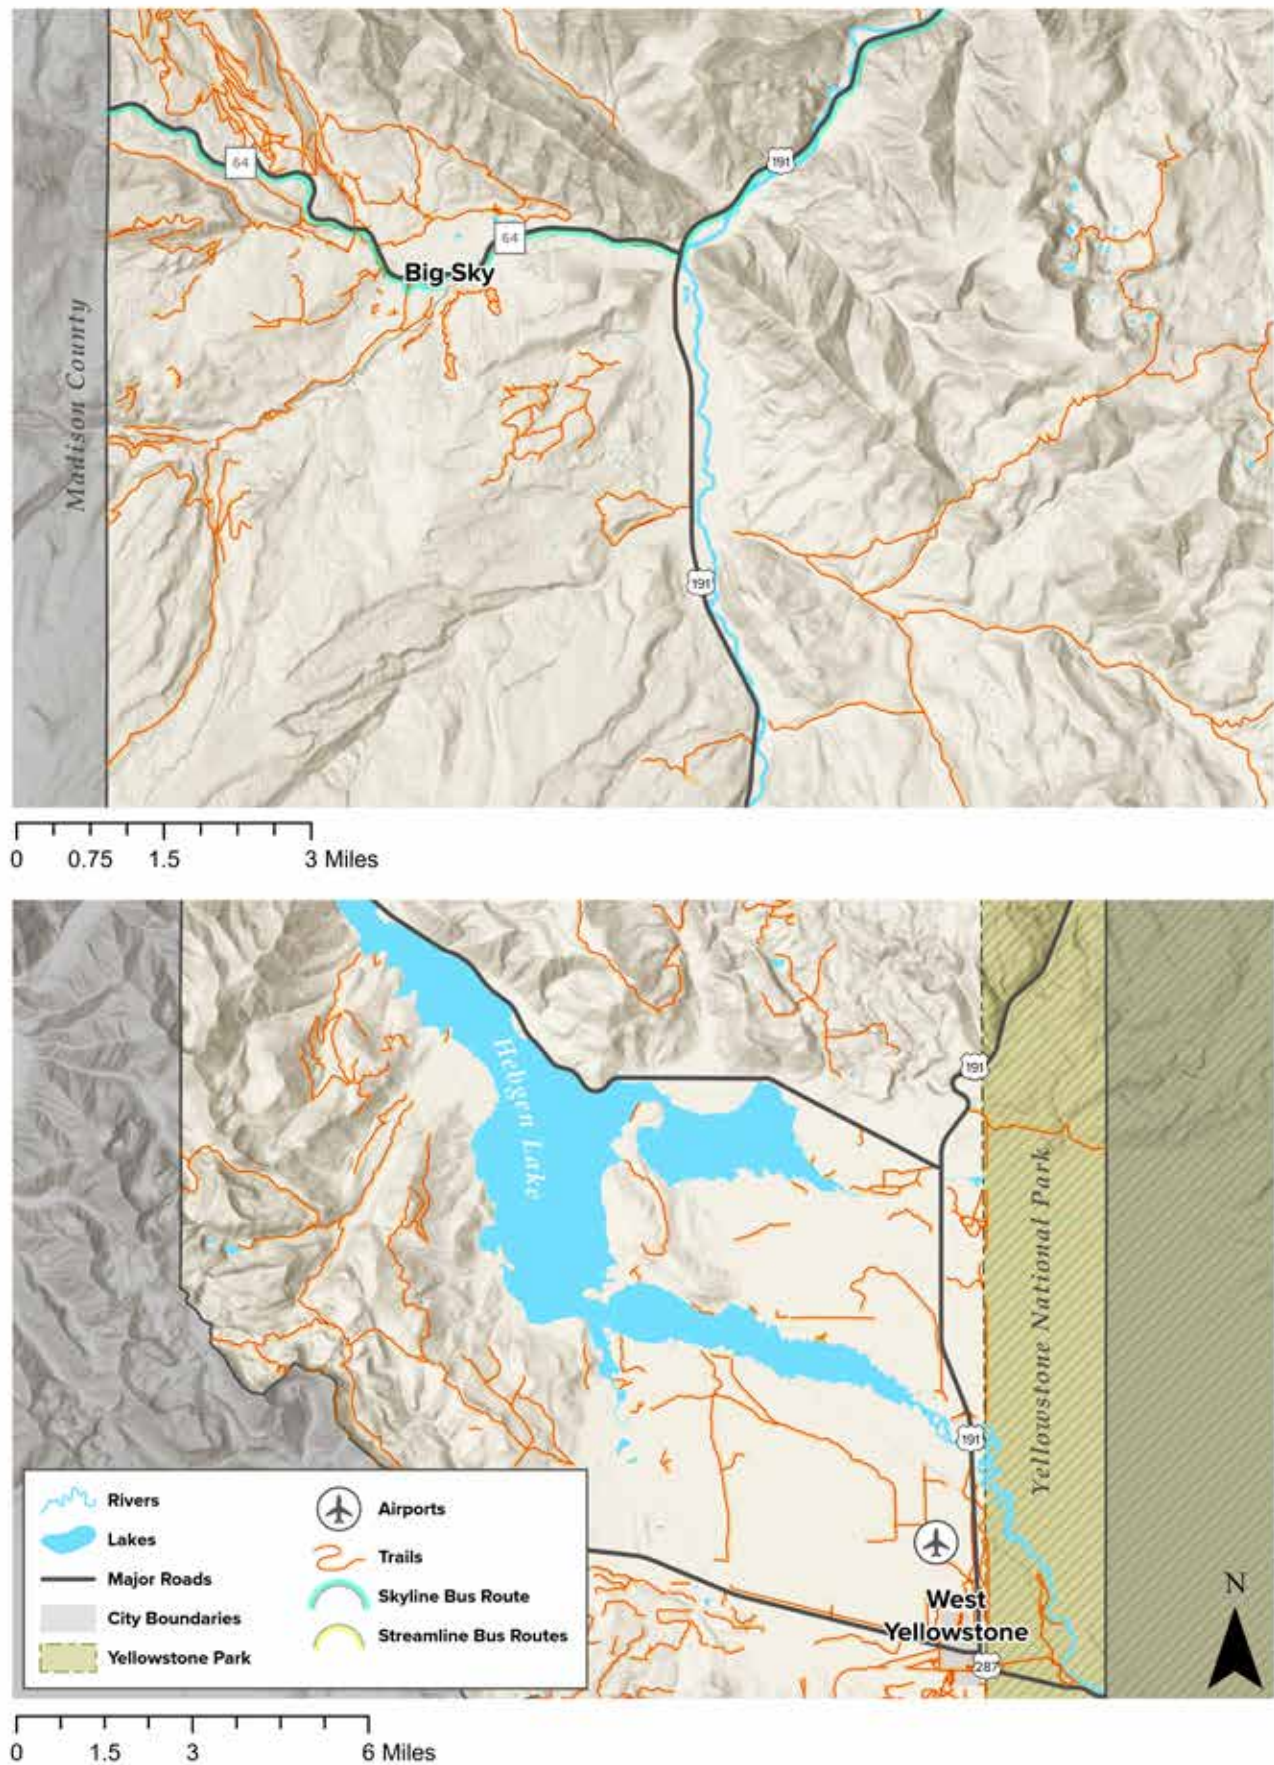 64
191
64
Big Sky
Madison County
191
0 0.75 1.5 3 Miles
Hebgen Lake
191
Yellowstone National Park
191
Rivers
Lakes
Major Roads
City Boundaries
Yellowstone Park
Airports
Trails
Skyline Bus Route
Streamline Bus Routes
West
Yellowstone
287
N
0 1.5 3 6 Miles